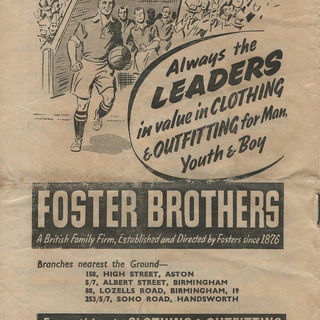 Always the
LEADERS
in value in CLOTHING
& OUTFITTING for Man,
Youth & Boy
FOSTER BROTHERS
A British Family Firm, Established and Directed by Fosters since 1876
Branches nearest the Ground—
158, HIGH STREET, ASTON
5/7, ALBERT STREET, BIRMINGHAM
88, LOZELLS ROAD, BIRMINGHAM, 19
253/5/7, SOHO ROAD, HANDSWORTH
CLOTHING & OUTFITTING